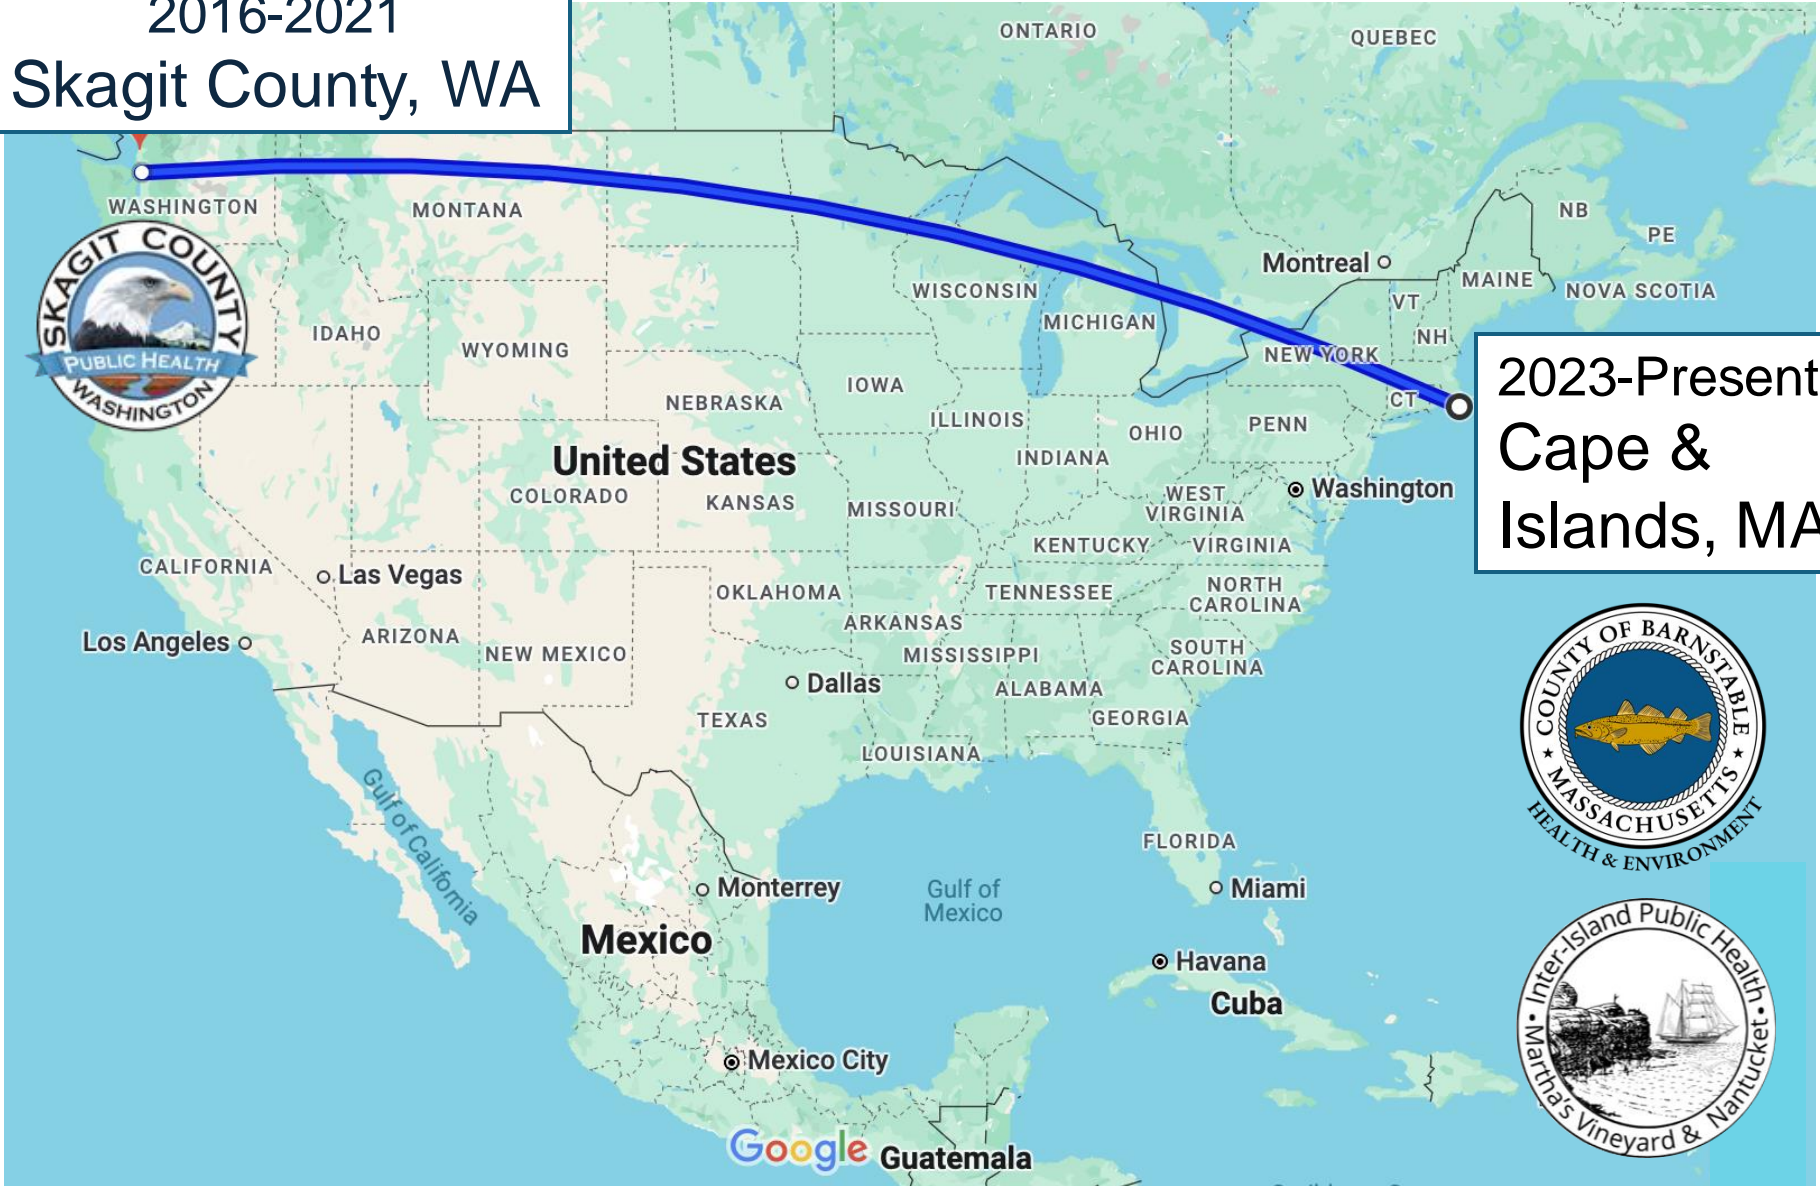 2016-2021
Skagit County, WA
ONTARIO
QUEBEC
WASHINGTON
MONTANA
NB
PE
Montreal
MAINE
NOVA SCOTIA
VT
NH
WISCONSIN
MICHIGAN
SKAGIT COUNTY
PUBLIC HEALTH
WASHINGTON
IDAHO
WYOMING
NEW YORK
2023-Present
Cape &
Islands, MA
IOWA
NEBRASKA
CT
ILLINOIS
PENN
OHIO
INDIANA
United States
COLORADO
KANSAS
MISSOURI
WEST
VIRGINIA
Washington
KENTUCKY
VIRGINIA
CALIFORNIA
Las Vegas
OKLAHOMA
TENNESSEE
NORTH
CAROLINA
Los Angeles
ARIZONA
NEW MEXICO
ARKANSAS
MISSISSIPPI
SOUTH
CAROLINA
Dallas
ALABAMA
TEXAS
GEORGIA
LOUISIANA
COUNTY OF BARNSTABLE
MASSACHUSETTS
HEALTH & ENVIRONMENT
Gulf of California
FLORIDA
Monterrey
Gulf of
Mexico
Miami
Mexico
Havana
Cuba
Inter-Island Public Health
Martha's Vineyard & Nantucket
Mexico City
Google
Guatemala